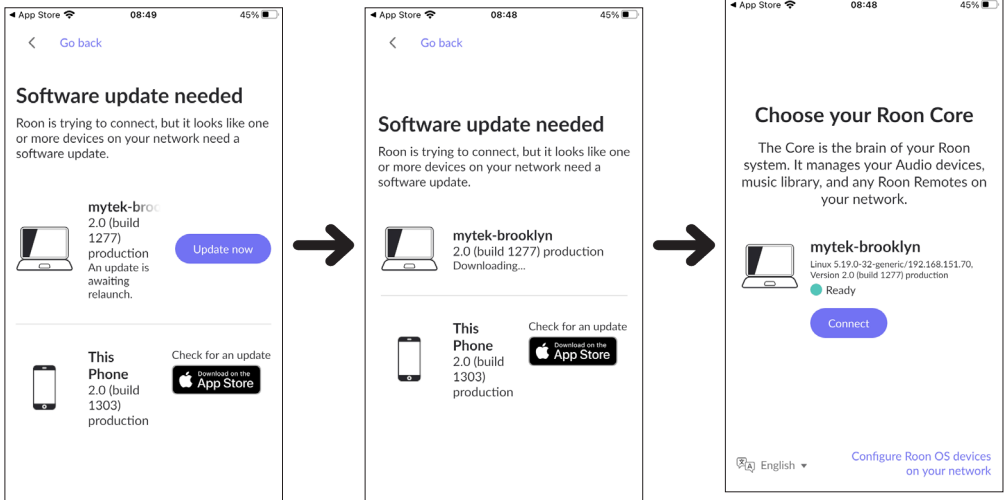 App Store
08:49
45%
Go back
Software update needed
Roon is trying to connect, but it looks like one
or more devices on your network need a
software update.
mytek-broo
2.0 (build
1277)
production
An update is
awaiting
relaunch.
Update now
This
Phone
2.0 (build
1303)
production
Check for an update
Download on the
App Store
App Store
08:48
45%
Go back
Software update needed
Roon is trying to connect, but it looks like one
or more devices on your network need a
software update.
mytek-brooklyn
2.0 (build 1277) production
Downloading...
This
Phone
2.0 (build
1303)
production
Check for an update
Download on the
App Store
App Store
08:48
45%
Choose your Roon Core
The Core is the brain of your Roon
system. It manages your Audio devices,
music library, and any Roon Remotes on
your network.
mytek-brooklyn
Linux 5.19.0-32-generic/192.168.151.70,
Version 2.0 (build 1277) production
Ready
Connect
English
Configure Roon OS devices
on your network